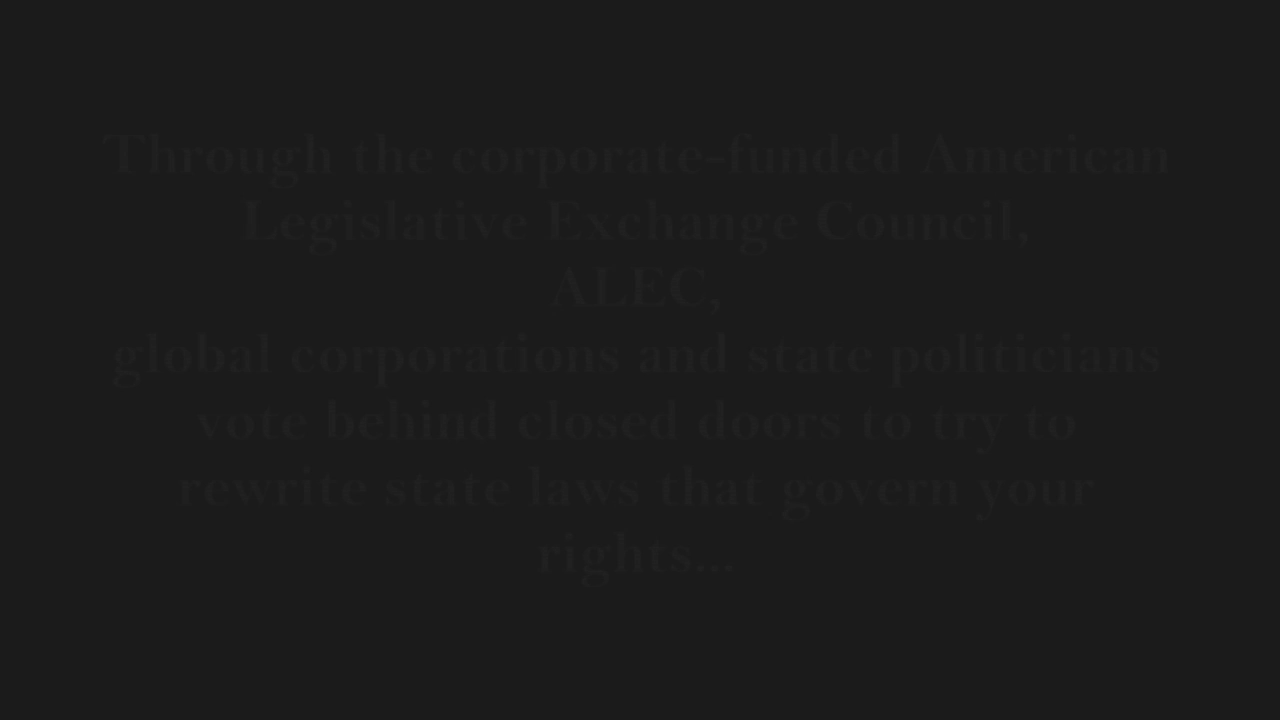 Through the corporate-funded American
Legislative Exchange Council,
ALEC,
global corporations and state politicians
vote behind closed doors to try to
rewrite state laws that govern your
rights...